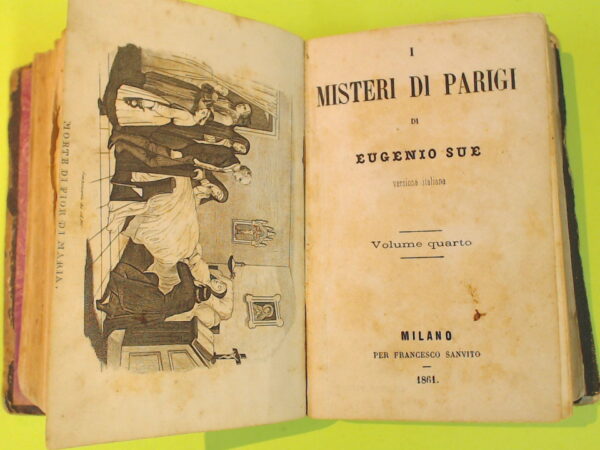 MORTE DI FIOR DI MARIA.
I
MISTERI DI PARIGI
DI
EUGENIO SUE
versione italiana
Volume quarto
MILANO
PER FRANCESCO SANVITO
1861.